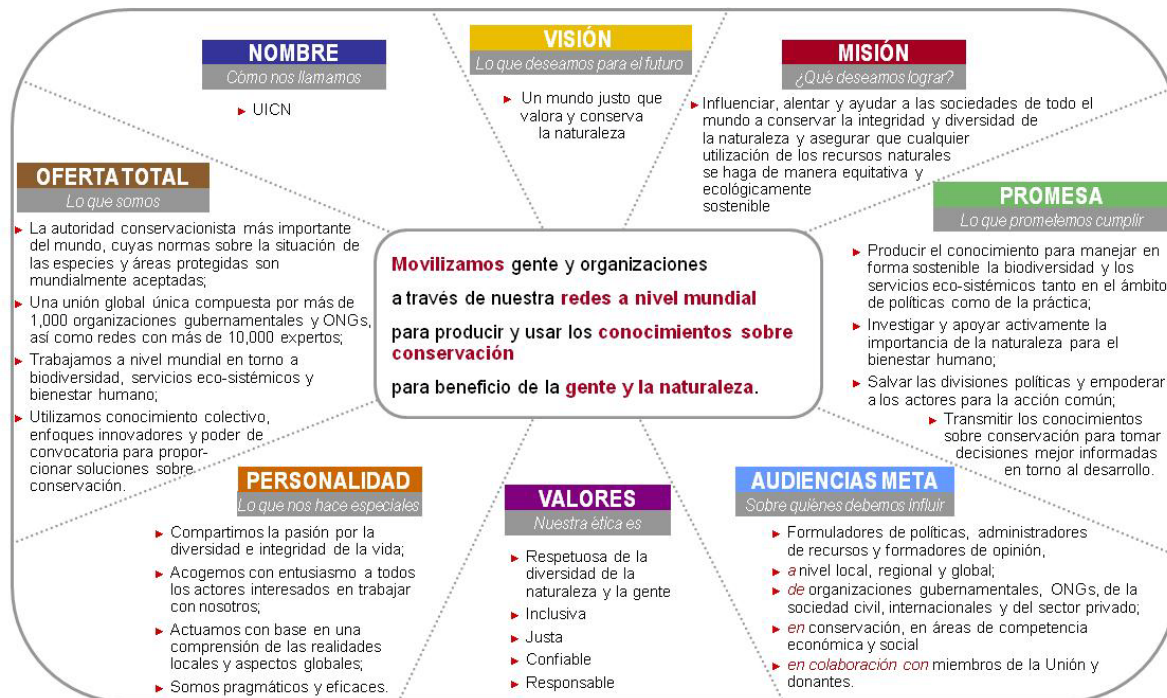 NOMBRE
Cómo nos llamamos
► UICN
VISIÓN
Lo que deseamos para el futuro
► Un mundo justo que
valora y conserva
la naturaleza
MISIÓN
¿Qué deseamos lograr?
► Influenciar, alentar y ayudar a las sociedades de todo el
mundo a conservar la integridad y diversidad de
la naturaleza y asegurar que cualquier
utilización de los recursos naturales
se haga de manera equitativa y
ecológicamente
sostenible
OFERTA TOTAL
Lo que somos
► La autoridad conservacionista más importante
del mundo, cuyas normas sobre la situación de
las especies y áreas protegidas son
mundialmente aceptadas;
► Una unión global única compuesta por más de
1,000 organizaciones gubernamentales y ONGs,
así como redes con más de 10,000 expertos;
► Trabajamos a nivel mundial en torno a
biodiversidad, servicios eco-sistémicos y
bienestar humano;
► Utilizamos conocimiento colectivo,
enfoques innovadores y poder de
convocatoria para propor-
cionar soluciones sobre
conservación.
Movilizamos gente y organizaciones
a través de nuestra redes a nivel mundial
para producir y usar los conocimientos sobre
conservación
para beneficio de la gente y la naturaleza.
PROMESA
Lo que prometemos cumplir
► Producir el conocimiento para manejar en
forma sostenible la biodiversidad y los
servicios eco-sistémicos tanto en el ámbito
de políticas como de la práctica;
► Investigar y apoyar activamente la
importancia de la naturaleza para el
bienestar humano;
► Salvar las divisiones políticas y empoderar
a los actores para la acción común;
► Transmitir los conocimientos
sobre conservación para tomar
decisiones mejor informadas
en torno al desarrollo.
PERSONALIDAD
Lo que nos hace especiales
► Compartimos la pasión por la
diversidad e integridad de la vida;
► Acogemos con entusiasmo a todos
los actores interesados en trabajar
con nosotros;
► Actuamos con base en una
comprensión de las realidades
locales y aspectos globales;
► Somos pragmáticos y eficaces.
VALORES
Nuestra ética es
► Respetuosa de la
diversidad de la
naturaleza y la gente
► Inclusiva
► Justa
► Confiable
► Responsable
AUDIENCIAS META
Sobre quiénes debemos influir
► Formuladores de políticas, administradores
de recursos y formadores de opinión,
► a nivel local, regional y global;
► de organizaciones gubernamentales, ONGs, de la
sociedad civil, internacionales y del sector privado;
► en conservación, en áreas de competencia
económica y social
► en colaboración con miembros de la Unión y
donantes.